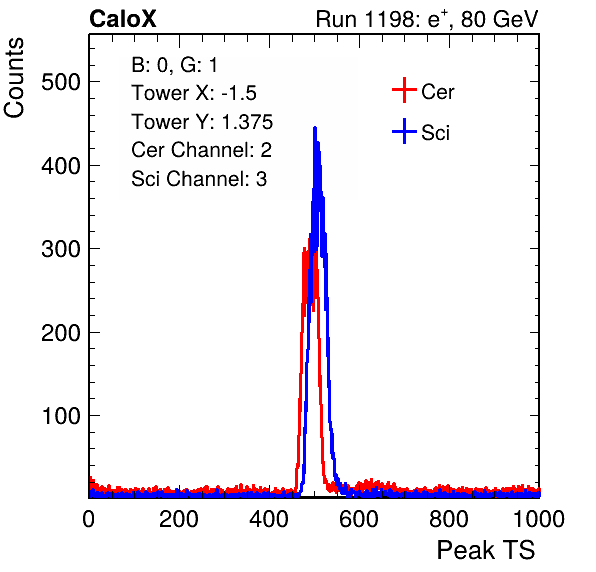 CaloX Run 1198: e⁺, 80 GeV
B: 0, G: 1
Tower X: -1.5
Tower Y: 1.375
Cer Channel: 2
Sci Channel: 3
Cer
Sci
Counts
500
400
300
200
100
0 200 400 600 800 1000
Peak TS